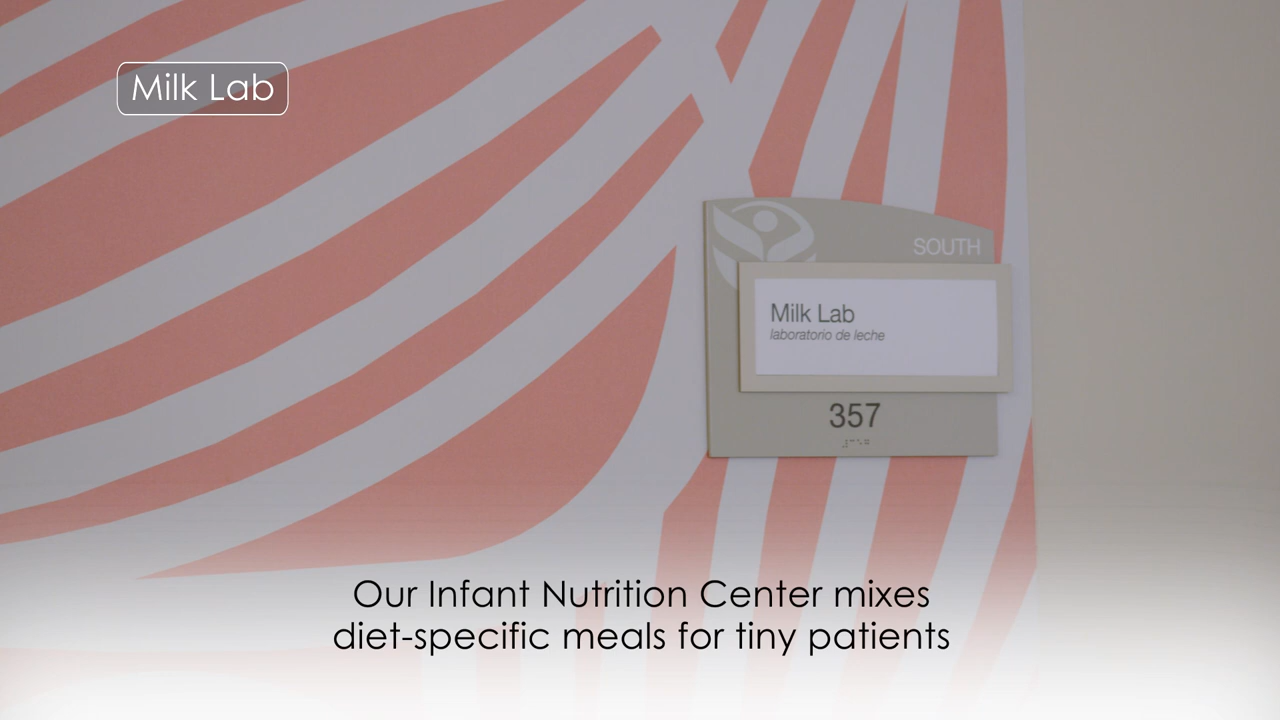 Milk Lab
SOUTH
Milk Lab
laboratorio de leche
357
Our Infant Nutrition Center mixes
diet-specific meals for tiny patients